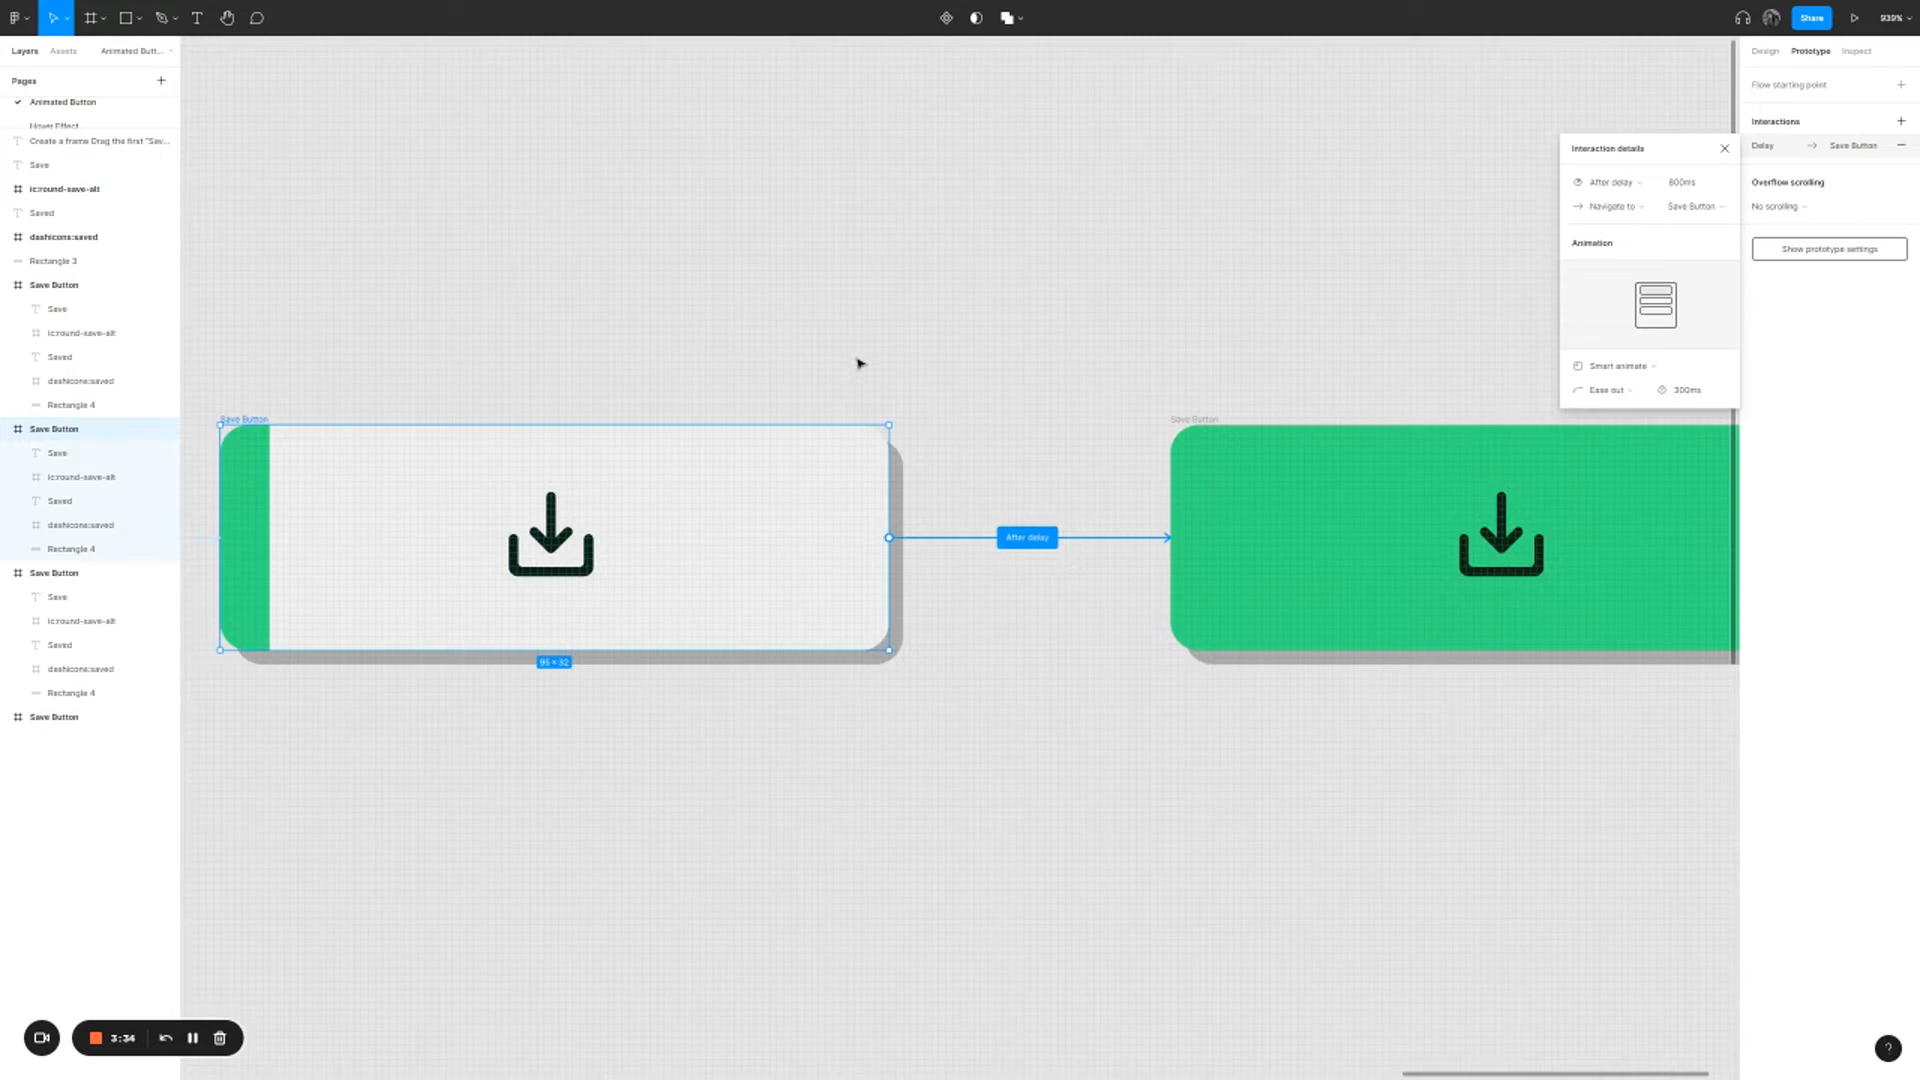 Share
939%
Layers
Assets
Animated Butt...
Design
Prototype
Inspect
Pages
Flow starting point
Animated Button
Hover Effect
Interactions
Create a frame Drag the first "Sav...
Delay
Save Button
Interaction details
Save
After delay
800ms
Overflow scrolling
ic:round-save-alt
Navigate to
Save Button
No scrolling
Saved
dashicons:saved
Animation
Show prototype settings
Rectangle 3
Save Button
Save
ic:round-save-alt
Saved
Smart animate
dashicons:saved
Ease out
300ms
Rectangle 4
Save Button
Save Button
Save Button
Save
ic:round-save-alt
Saved
dashicons:saved
After delay
Rectangle 4
Save Button
Save
ic:round-save-alt
Saved
95 × 32
dashicons:saved
Rectangle 4
Save Button
3:34
?